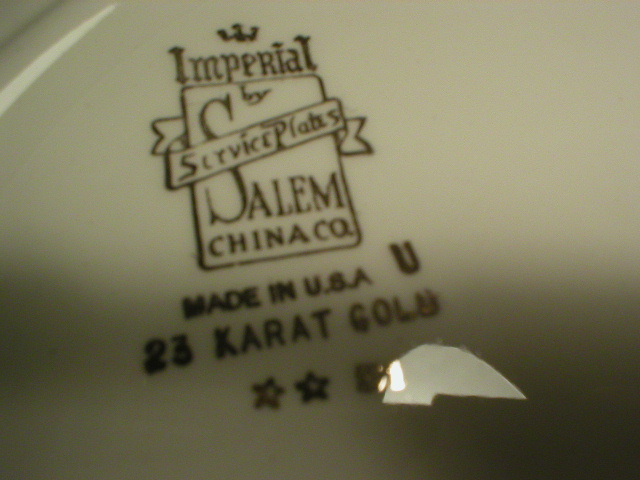 Imperial
by
Service Plates
SALEM
CHINA CO.
MADE IN U.S.A U
23 KARAT GOLD
☆☆